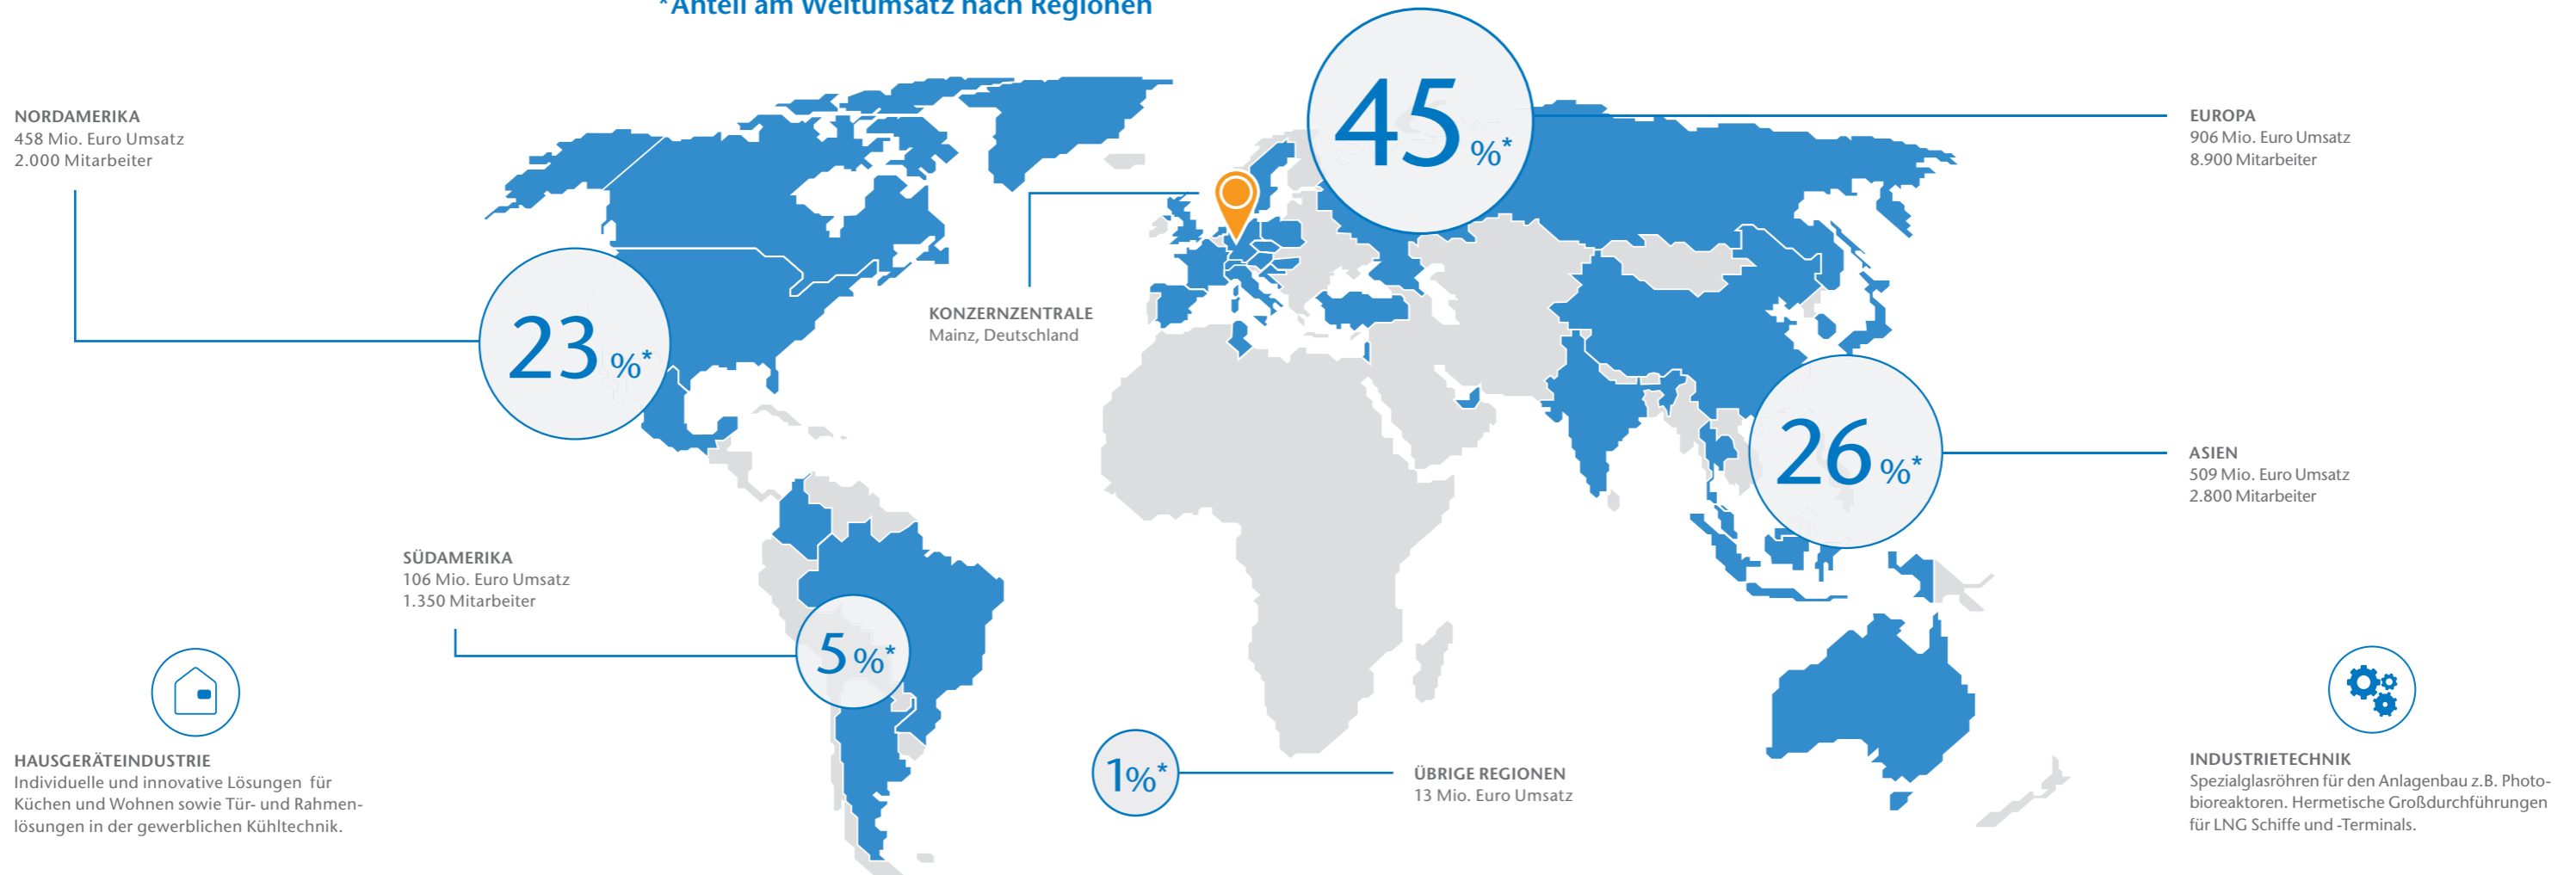 *Anteil am Weltumsatz nach Regionen
NORDAMERIKA
458 Mio. Euro Umsatz
2.000 Mitarbeiter
45 %*
EUROPA
906 Mio. Euro Umsatz
8.900 Mitarbeiter
23 %*
KONZERNZENTRALE
Mainz, Deutschland
26 %*
ASIEN
509 Mio. Euro Umsatz
2.800 Mitarbeiter
SÜDAMERIKA
106 Mio. Euro Umsatz
1.350 Mitarbeiter
5 %*
1%*
ÜBRIGE REGIONEN
13 Mio. Euro Umsatz
HAUSGERÄTEINDUSTRIE
Individuelle und innovative Lösungen für
Küchen und Wohnen sowie Tür- und Rahmen-
lösungen in der gewerblichen Kühltechnik.
INDUSTRIETECHNIK
Spezialglasröhren für den Anlagenbau z.B. Photo-
bioreaktoren. Hermetische Großdurchführungen
für LNG Schiffe und -Terminals.